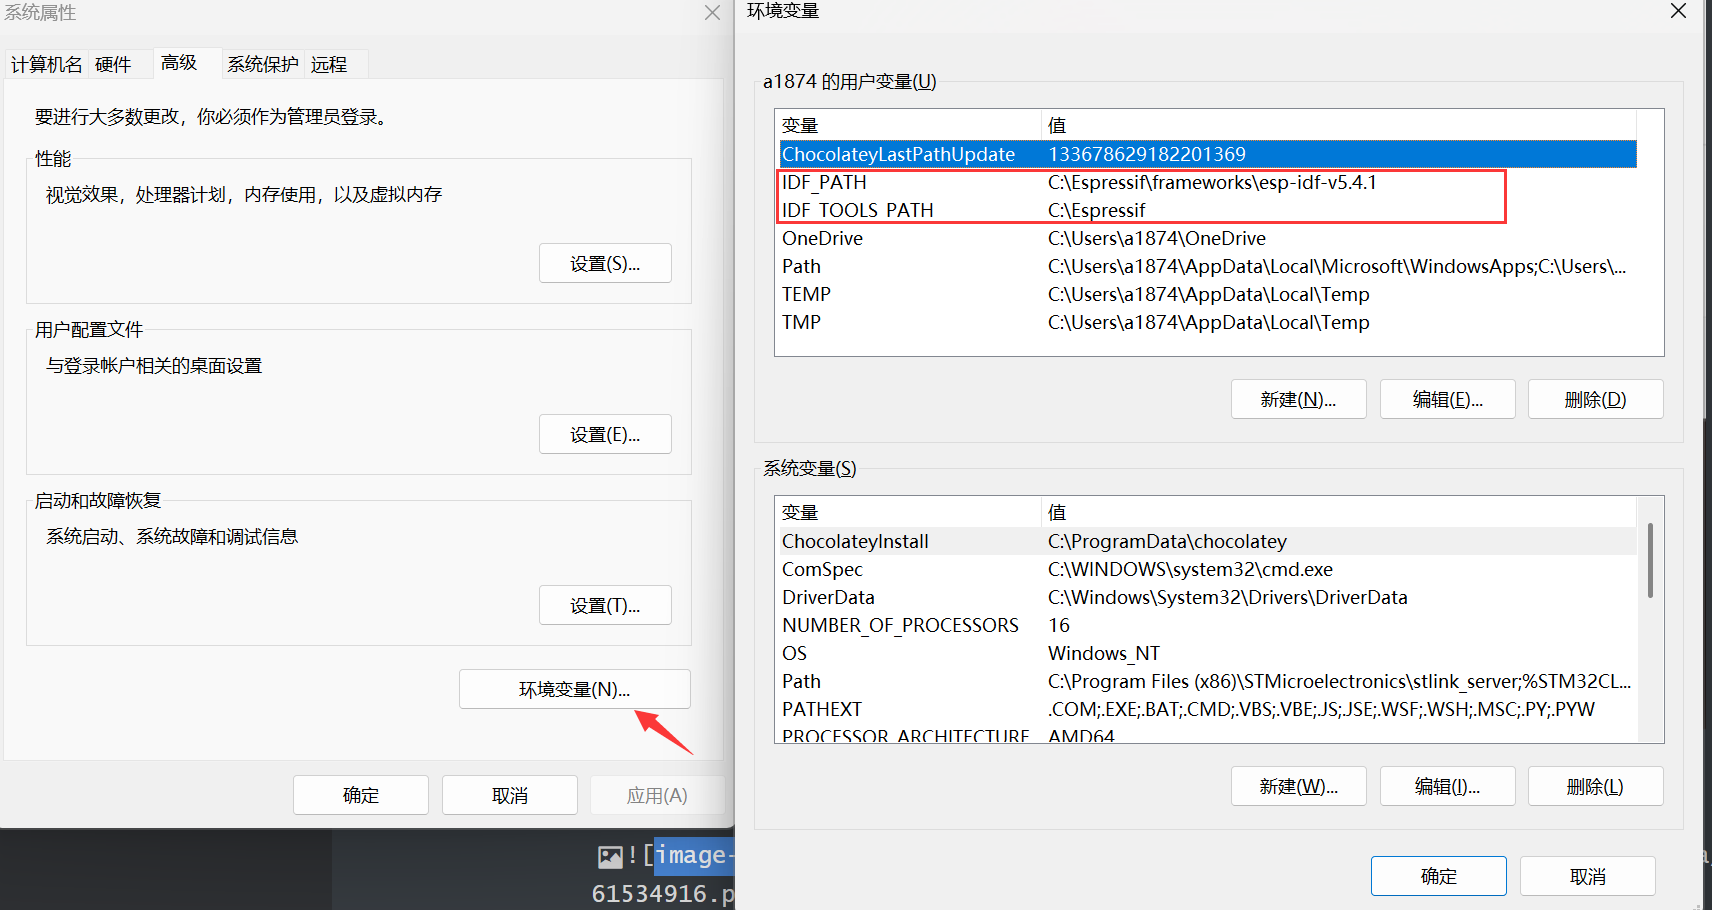 系统属性
计算机名 硬件 高级 系统保护 远程
要进行大多数更改，你必须作为管理员登录。
性能
视觉效果，处理器计划，内存使用，以及虚拟内存
设置(S)...
用户配置文件
与登录帐户相关的桌面设置
设置(E)...
启动和故障恢复
系统启动、系统故障和调试信息
设置(T)...
环境变量(N)...
确定 取消 应用(A)
环境变量
a1874 的用户变量(U)
变量 值
ChocolateyLastPathUpdate 133678629182201369
IDF_PATH C:\Espressif\frameworks\esp-idf-v5.4.1
IDF_TOOLS_PATH C:\Espressif
OneDrive C:\Users\a1874\OneDrive
Path C:\Users\a1874\AppData\Local\Microsoft\WindowsApps;C:\Users\...
TEMP C:\Users\a1874\AppData\Local\Temp
TMP C:\Users\a1874\AppData\Local\Temp
新建(N)... 编辑(E)... 删除(D)
系统变量(S)
变量 值
ChocolateyInstall C:\ProgramData\chocolatey
ComSpec C:\WINDOWS\system32\cmd.exe
DriverData C:\Windows\System32\Drivers\DriverData
NUMBER_OF_PROCESSORS 16
OS Windows_NT
Path C:\Program Files (x86)\STMicroelectronics\stlink_server;%STM32CL...
PATHEXT .COM;.EXE;.BAT;.CMD;.VBS;.VBE;.JS;.JSE;.WSF;.WSH;.MSC;.PY;.PYW
PROCESSOR_ARCHITECTURE AMD64
新建(W)... 编辑(I)... 删除(L)
确定 取消
![image-
61534916.p